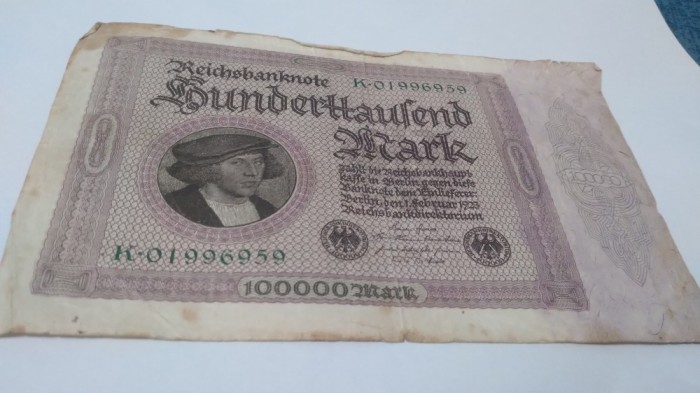 Reichsbanknote K·01996959
Hunderttausend
Mark
zahlt die Reichsbankhaupt-
kasse in Berlin gegen diese
Banknote dem Einlieferer.
Berlin, den 1. Februar 1923
Reichsbankdirektorium
K·01996959
100000 Mark